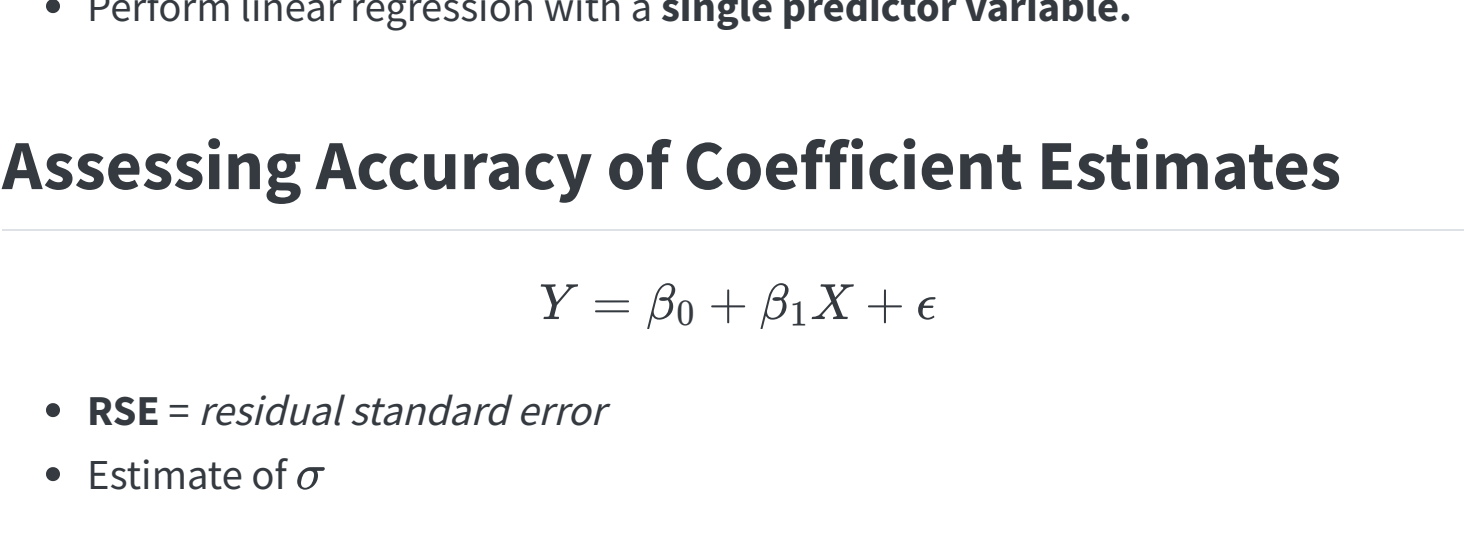 • Perform linear regression with a single predictor variable.
Assessing Accuracy of Coefficient Estimates
Y = β₀ + β₁X + ϵ
• RSE = residual standard error
• Estimate of σ